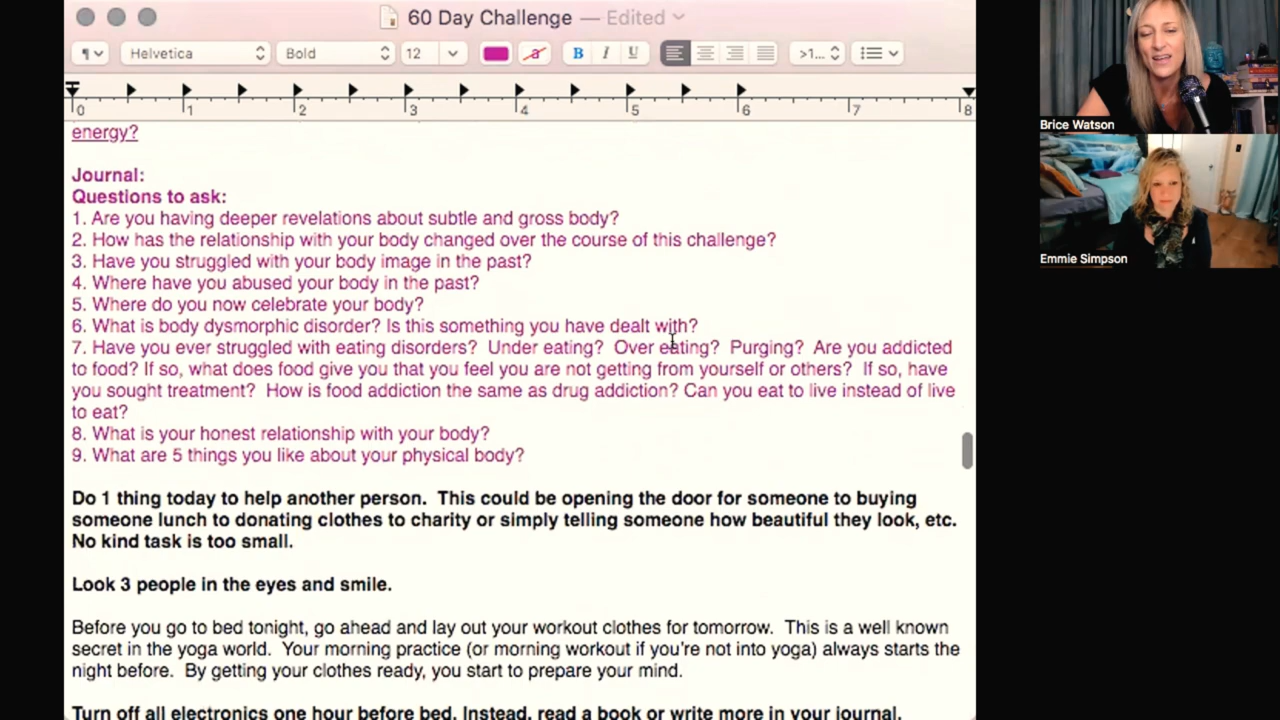 60 Day Challenge — Edited
¶ Helvetica Bold 12 a B I U >1...
0 1 2 3 4 5 6 7 8
energy?
Journal:
Questions to ask:
1. Are you having deeper revelations about subtle and gross body?
2. How has the relationship with your body changed over the course of this challenge?
3. Have you struggled with your body image in the past?
4. Where have you abused your body in the past?
5. Where do you now celebrate your body?
6. What is body dysmorphic disorder? Is this something you have dealt with?
7. Have you ever struggled with eating disorders?  Under eating?  Over eating?  Purging?  Are you addicted
to food? If so, what does food give you that you feel you are not getting from yourself or others?  If so, have
you sought treatment?  How is food addiction the same as drug addiction? Can you eat to live instead of live
to eat?
8. What is your honest relationship with your body?
9. What are 5 things you like about your physical body?
Do 1 thing today to help another person.  This could be opening the door for someone to buying
someone lunch to donating clothes to charity or simply telling someone how beautiful they look, etc.
No kind task is too small.
Look 3 people in the eyes and smile.
Before you go to bed tonight, go ahead and lay out your workout clothes for tomorrow.  This is a well known
secret in the yoga world.  Your morning practice (or morning workout if you're not into yoga) always starts the
night before.  By getting your clothes ready, you start to prepare your mind.
Turn off all electronics one hour before bed. Instead, read a book or write more in your journal.
Brice Watson
Emmie Simpson